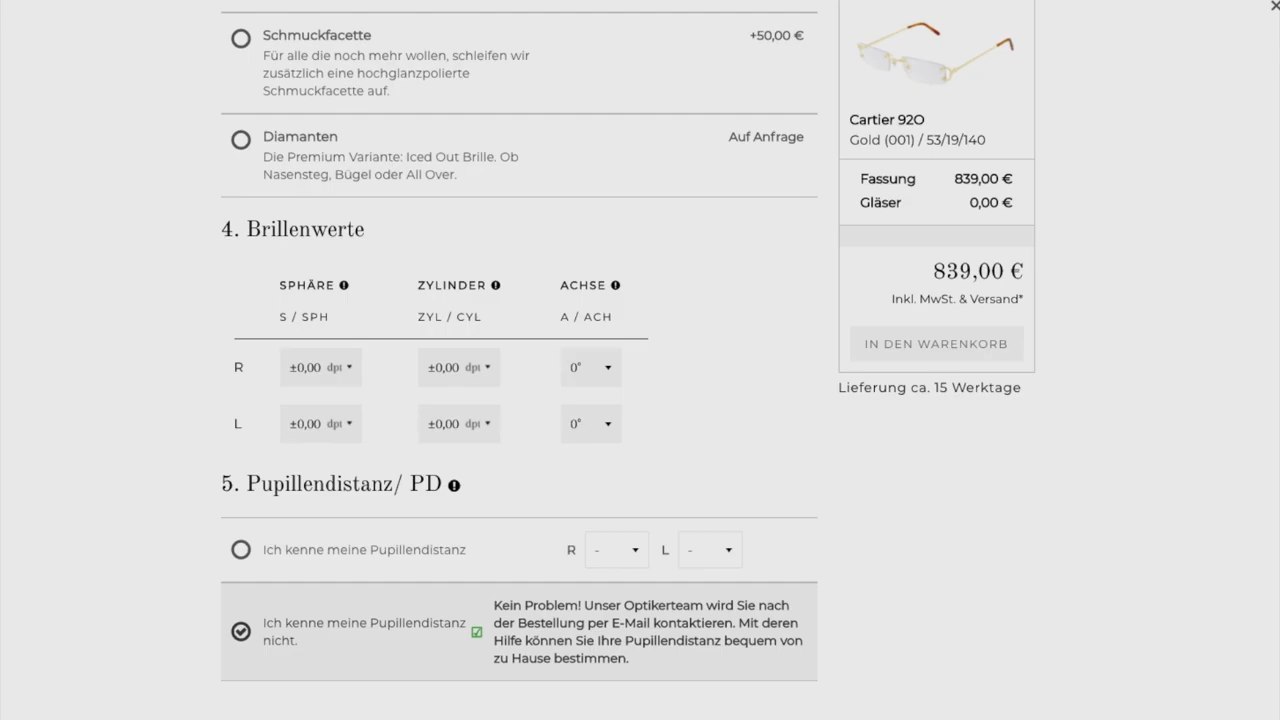 Schmuckfacette +50,00 €
Für alle die noch mehr wollen, schleifen wir
zusätzlich eine hochglanzpolierte
Schmuckfacette auf.
Diamanten Auf Anfrage
Die Premium Variante: Iced Out Brille. Ob
Nasensteg, Bügel oder All Over.
4. Brillenwerte
SPHÄRE ZYLINDER ACHSE
S / SPH ZYL / CYL A / ACH
R ±0,00 dpt ±0,00 dpt 0°
L ±0,00 dpt ±0,00 dpt 0°
5. Pupillendistanz/ PD
Ich kenne meine Pupillendistanz R - L -
Ich kenne meine Pupillendistanz
nicht.
Kein Problem! Unser Optikerteam wird Sie nach
der Bestellung per E-Mail kontaktieren. Mit deren
Hilfe können Sie Ihre Pupillendistanz bequem von
zu Hause bestimmen.
Cartier 92O
Gold (001) / 53/19/140
Fassung 839,00 €
Gläser 0,00 €
839,00 €
Inkl. MwSt. & Versand*
IN DEN WARENKORB
Lieferung ca. 15 Werktage